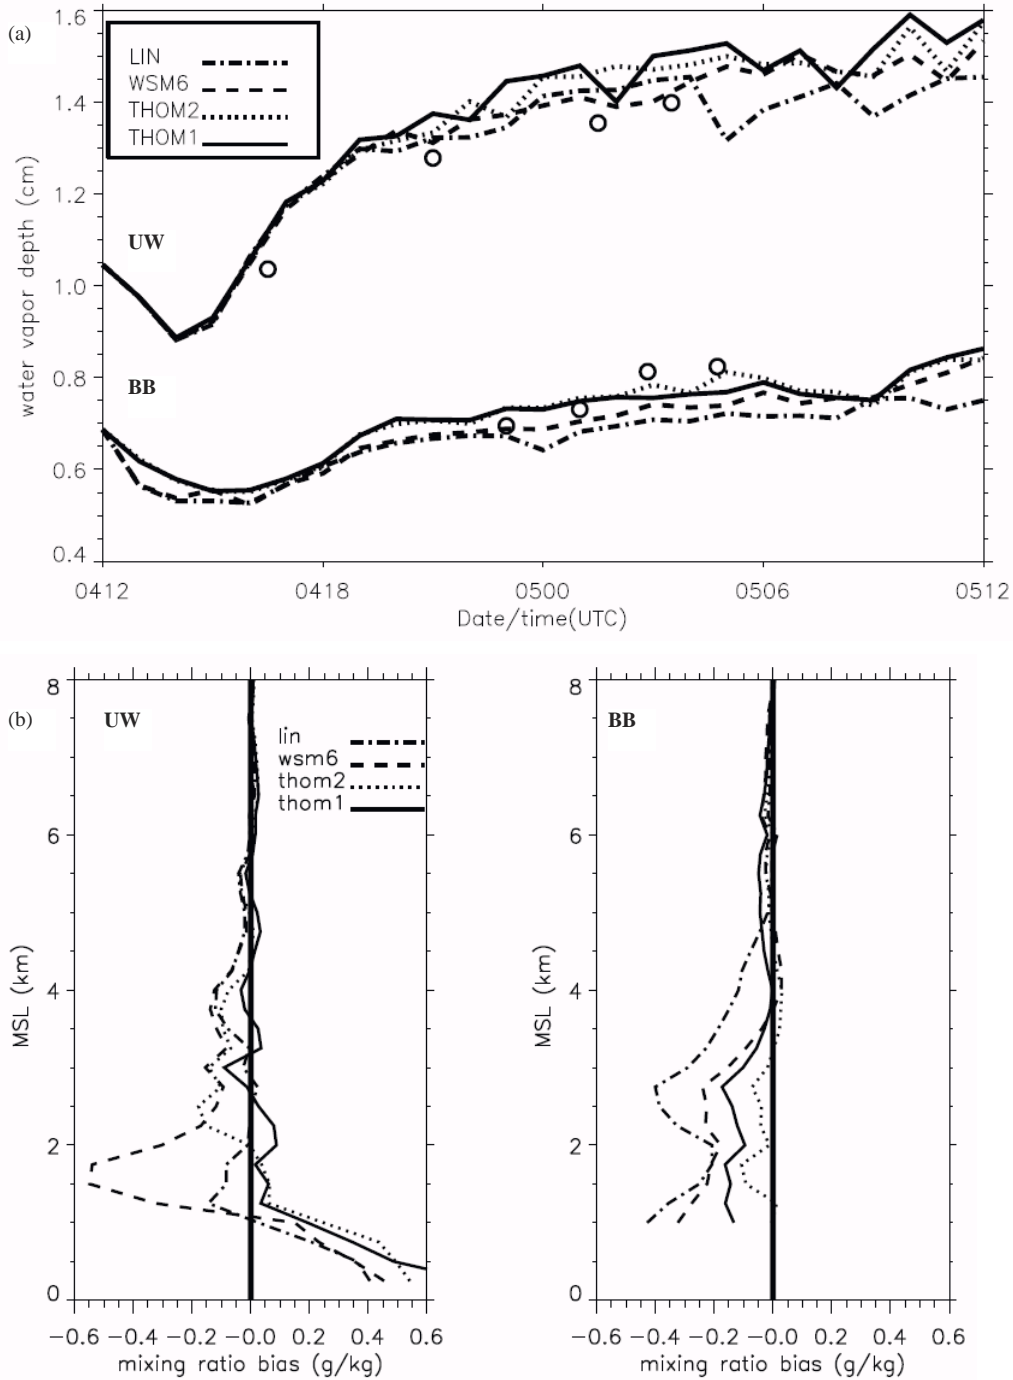 (a)
1.6
1.4
1.2
1.0
0.8
0.6
0.4
water vapor depth (cm)
LIN
WSM6
THOM2
THOM1
UW
BB
0412 0418 0500 0506 0512
Date/time(UTC)
(b)
UW
lin
wsm6
thom2
thom1
8
6
4
2
0
MSL (km)
-0.6 -0.4 -0.2 -0.0 0.2 0.4 0.6
mixing ratio bias (g/kg)
BB
8
6
4
2
0
MSL (km)
-0.6 -0.4 -0.2 -0.0 0.2 0.4 0.6
mixing ratio bias (g/kg)